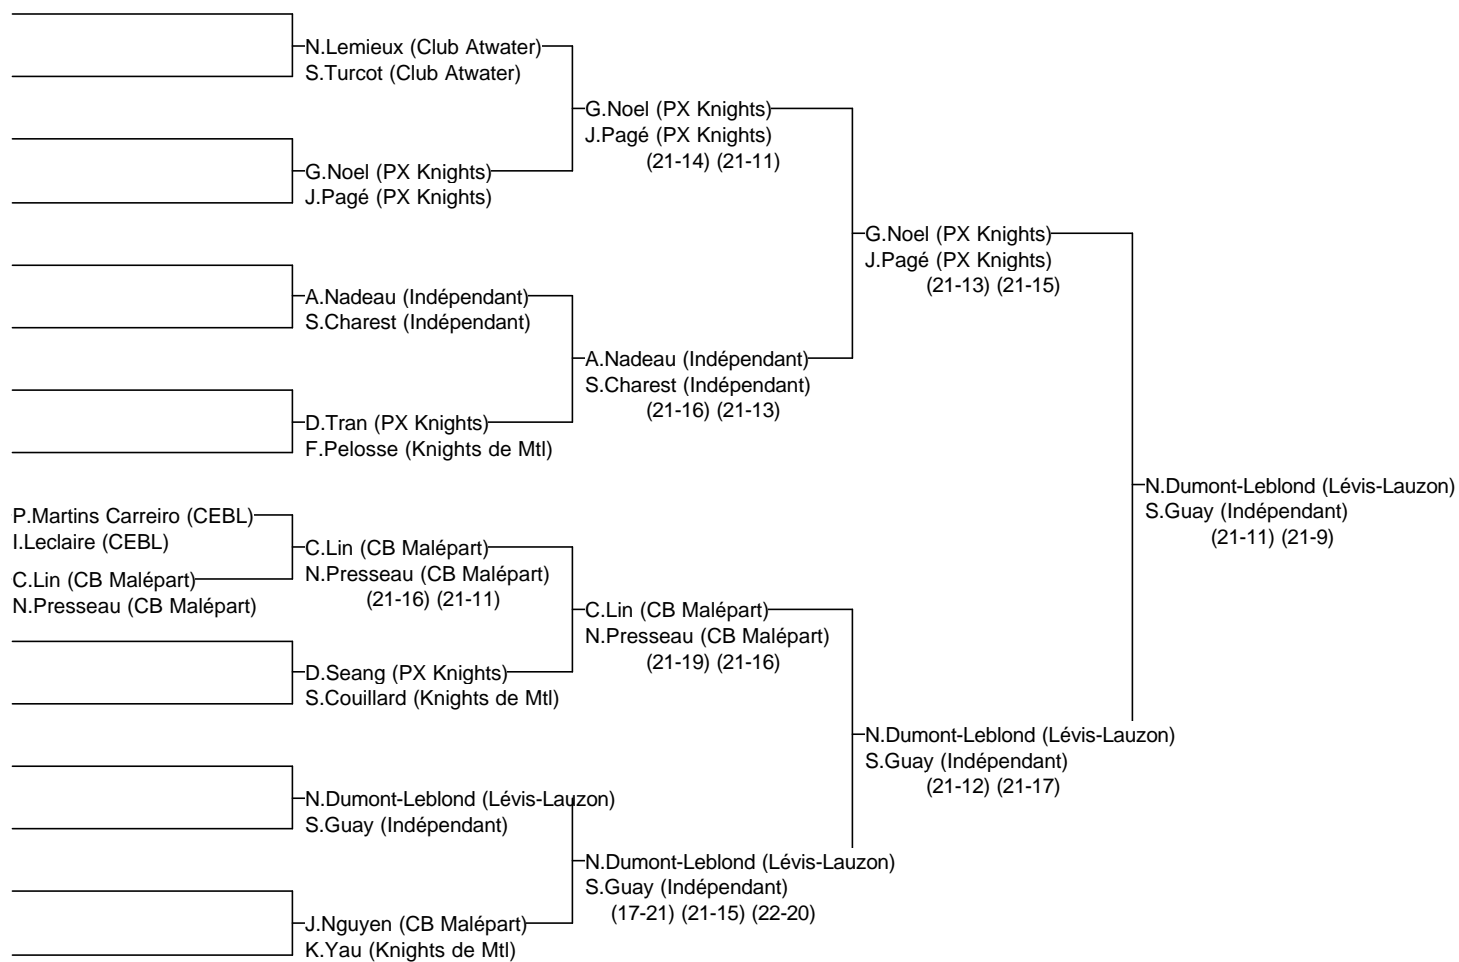 N.Lemieux (Club Atwater)
S.Turcot (Club Atwater)
G.Noel (PX Knights)
J.Pagé (PX Knights)
(21-14) (21-11)
G.Noel (PX Knights)
J.Pagé (PX Knights)
G.Noel (PX Knights)
J.Pagé (PX Knights)
(21-13) (21-15)
A.Nadeau (Indépendant)
S.Charest (Indépendant)
A.Nadeau (Indépendant)
S.Charest (Indépendant)
(21-16) (21-13)
D.Tran (PX Knights)
F.Pelosse (Knights de Mtl)
N.Dumont-Leblond (Lévis-Lauzon)
S.Guay (Indépendant)
(21-11) (21-9)
P.Martins Carreiro (CEBL)
I.Leclaire (CEBL)
C.Lin (CB Malépart)
N.Presseau (CB Malépart)
(21-16) (21-11)
C.Lin (CB Malépart)
N.Presseau (CB Malépart)
C.Lin (CB Malépart)
N.Presseau (CB Malépart)
(21-19) (21-16)
D.Seang (PX Knights)
S.Couillard (Knights de Mtl)
N.Dumont-Leblond (Lévis-Lauzon)
S.Guay (Indépendant)
(21-12) (21-17)
N.Dumont-Leblond (Lévis-Lauzon)
S.Guay (Indépendant)
N.Dumont-Leblond (Lévis-Lauzon)
S.Guay (Indépendant)
(17-21) (21-15) (22-20)
J.Nguyen (CB Malépart)
K.Yau (Knights de Mtl)